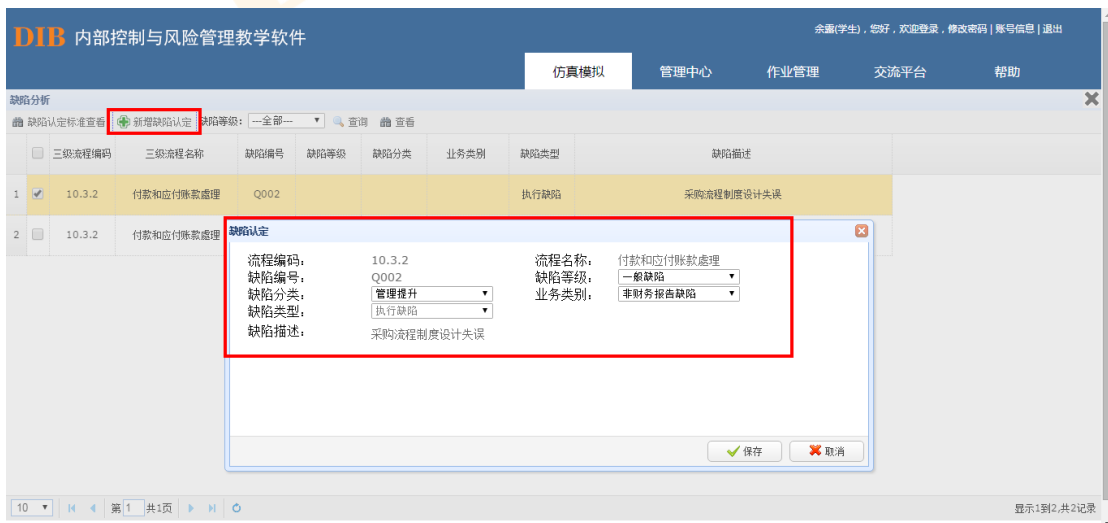 DIB 内部控制与风险管理教学软件
余露(学生)，您好，欢迎登录，修改密码 | 账号信息 | 退出
仿真模拟 管理中心 作业管理 交流平台 帮助
缺陷分析
缺陷认定标准查看 新增缺陷认定 缺陷等级： ---全部--- 查询 查看
三级流程编码 三级流程名称 缺陷编号 缺陷等级 缺陷分类 业务类别 缺陷类型 缺陷描述
1 10.3.2 付款和应付账款處理 Q002 执行缺陷 采购流程制度设计失误
2 10.3.2 付款和应付账款處理
缺陷认定
流程编码： 10.3.2 流程名称： 付款和应付账款處理
缺陷编号： Q002 缺陷等级： 一般缺陷
缺陷分类： 管理提升 业务类别： 非财务报告缺陷
缺陷类型： 执行缺陷
缺陷描述： 采购流程制度设计失误
保存 取消
10 第 1 共1页 显示1到2,共2记录